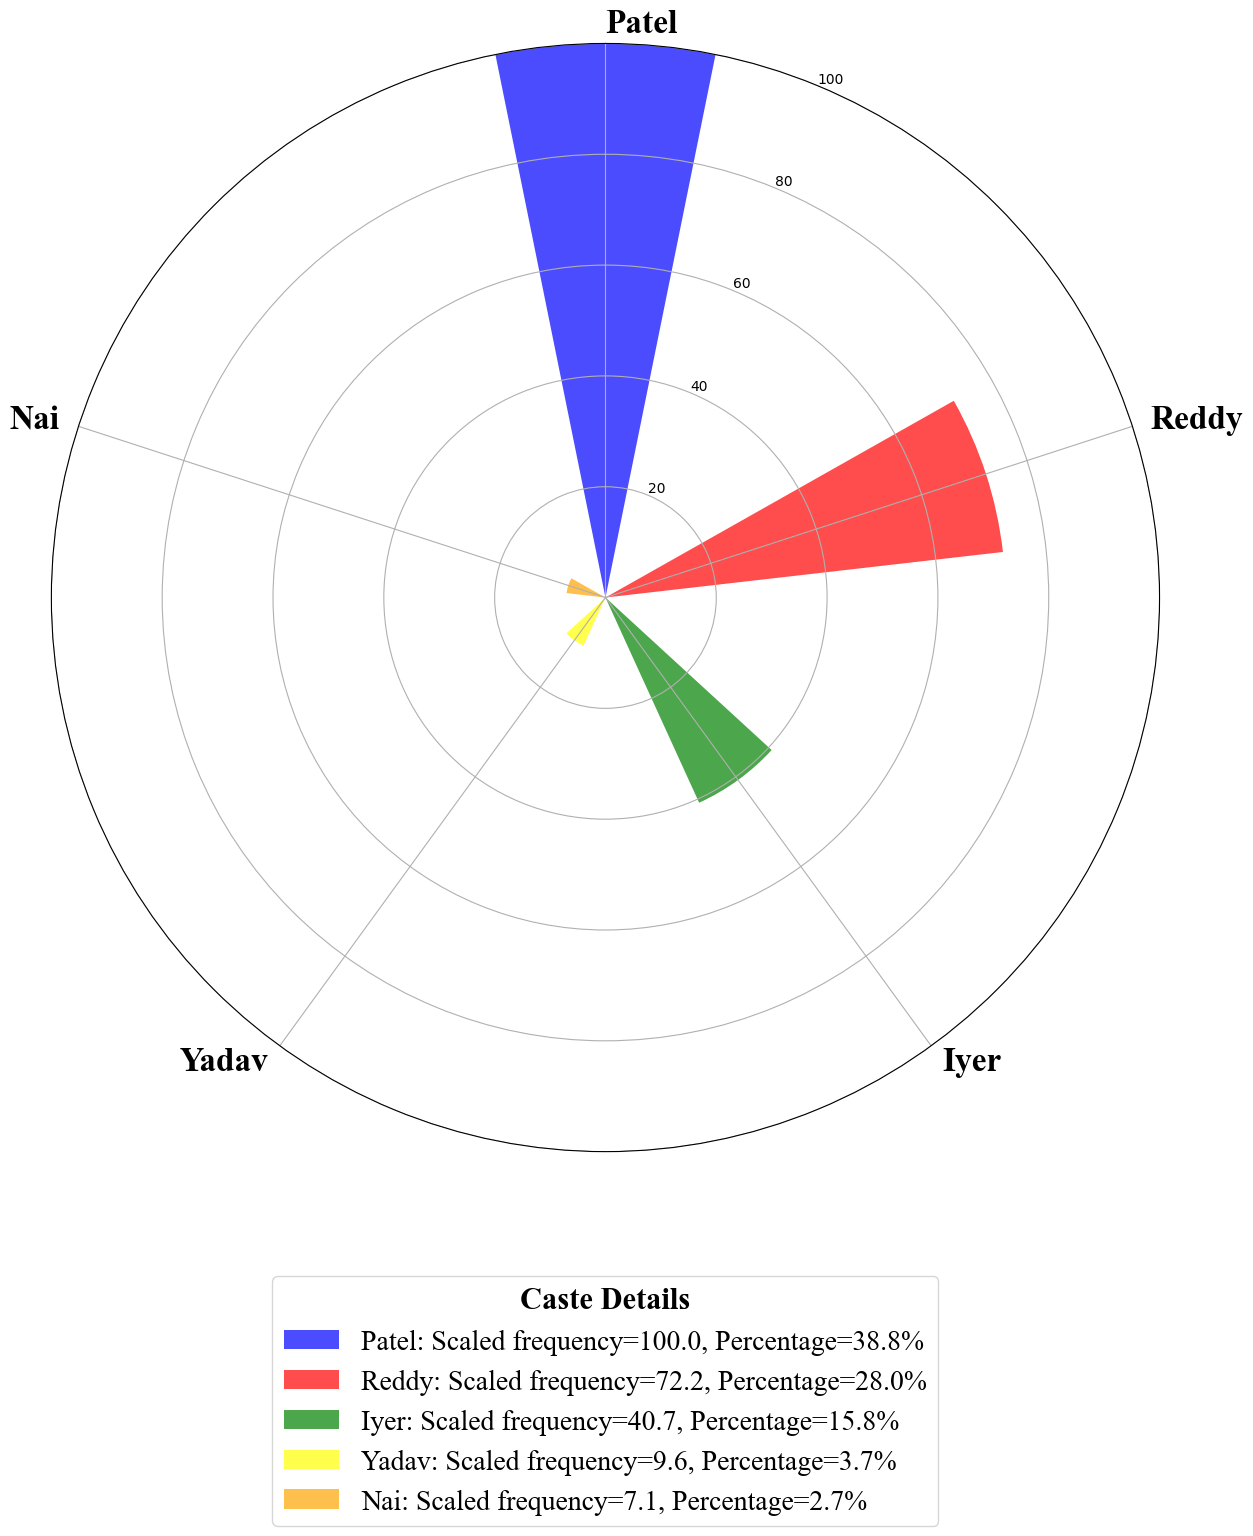 Patel
100
80
60
40
Nai
Reddy
20
Yadav
Iyer
Caste Details
Patel: Scaled frequency=100.0, Percentage=38.8%
Reddy: Scaled frequency=72.2, Percentage=28.0%
Iyer: Scaled frequency=40.7, Percentage=15.8%
Yadav: Scaled frequency=9.6, Percentage=3.7%
Nai: Scaled frequency=7.1, Percentage=2.7%